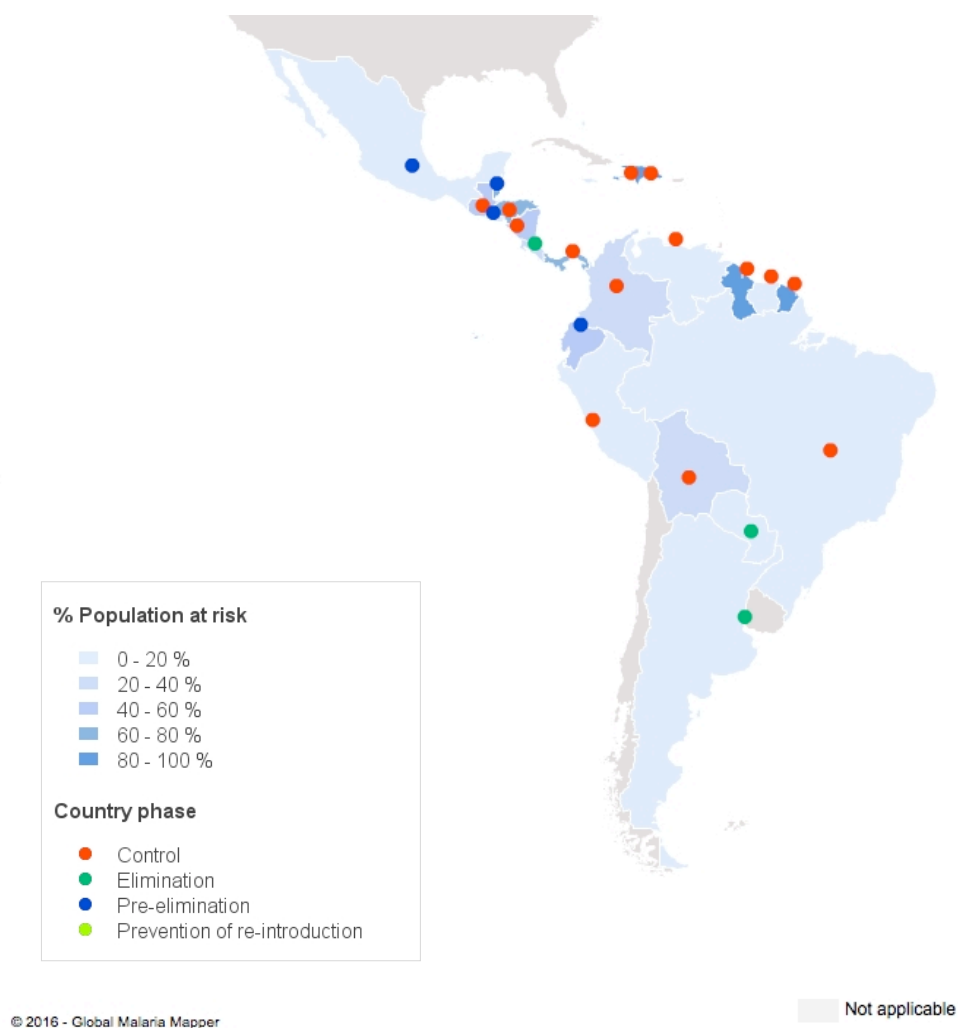 % Population at risk
0 - 20 %
20 - 40 %
40 - 60 %
60 - 80 %
80 - 100 %
Country phase
Control
Elimination
Pre-elimination
Prevention of re-introduction
© 2016 - Global Malaria Mapper
Not applicable